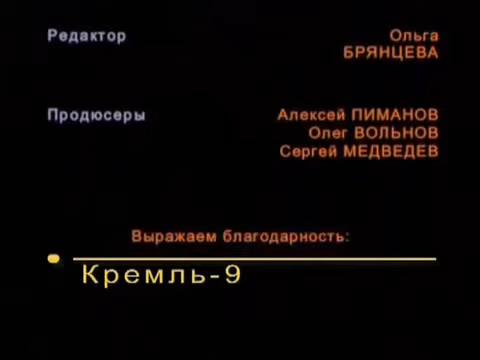 Редактор Ольга
БРЯНЦЕВА
Продюсеры Алексей ПИМАНОВ
Олег ВОЛЬНОВ
Сергей МЕДВЕДЕВ
Выражаем благодарность:
Кремль-9